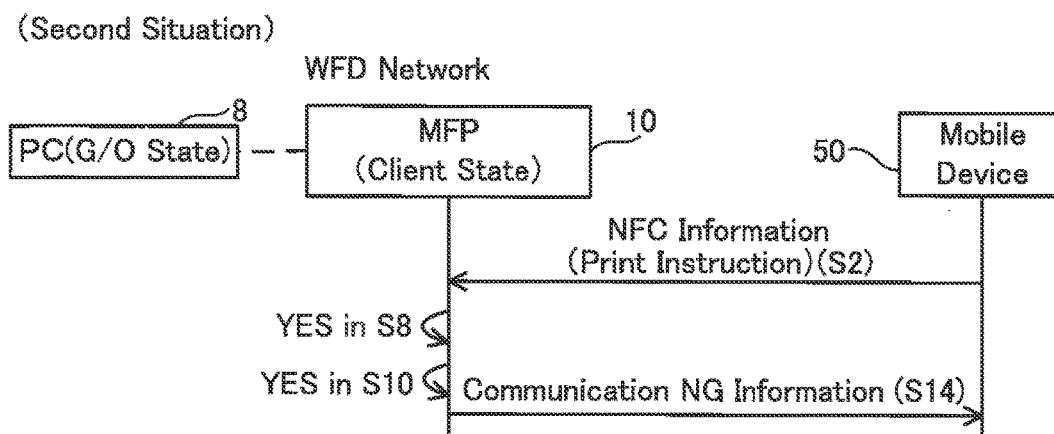 (Second Situation)
WFD Network
8
PC(G/O State)
MFP
(Client State)
10
50
Mobile
Device
NFC Information
(Print Instruction)(S2)
YES in S8
YES in S10
Communication NG Information (S14)